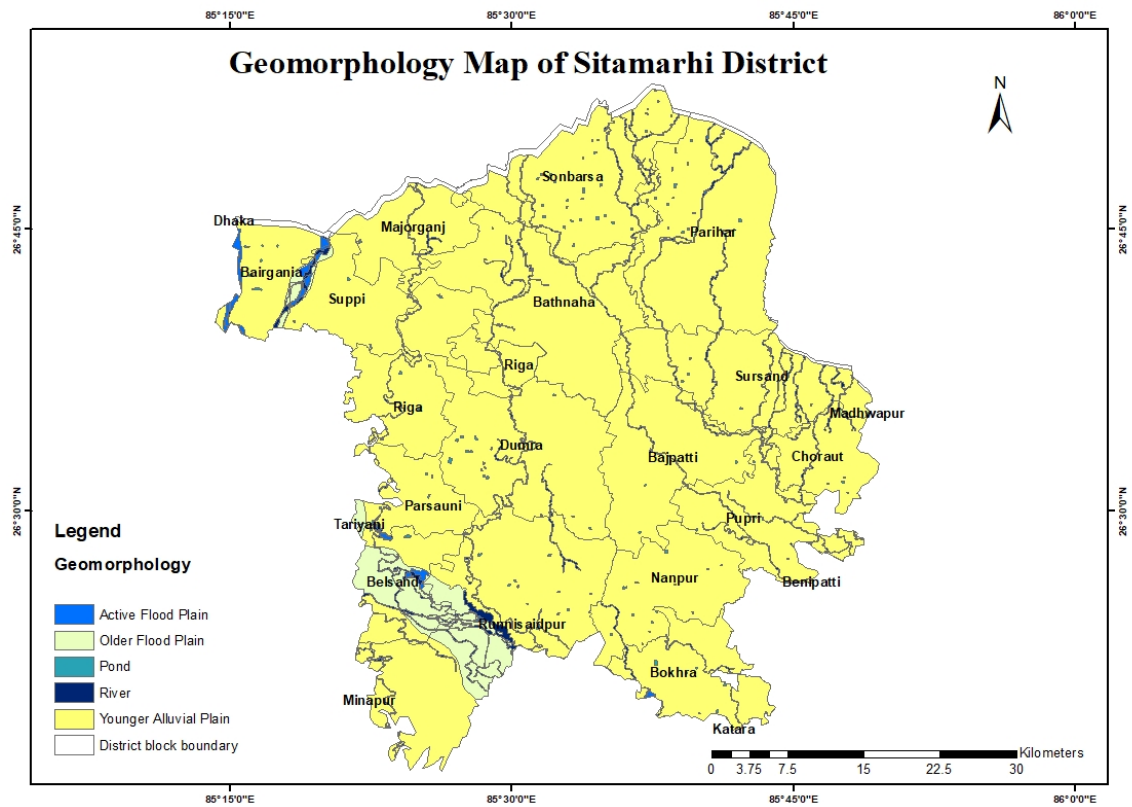 85°15'0"E 85°30'0"E 85°45'0"E 86°0'0"E
Geomorphology Map of Sitamarhi District
N
Sonbarsa
Dhaka
Majorganj
26°45'0"N
26°45'0"N
Parihar
Bairgania
Suppi
Bathnaha
Riga
Sursand
Riga
Madhwapur
Dumra
Bajpatti
Choraut
Parsauni
26°30'0"N
26°30'0"N
Tariyani
Pupri
Legend
Geomorphology
Belsand
Nanpur
Benipatti
Active Flood Plain
Older Flood Plain
Runnisaidpur
Pond
Bokhra
River
Minapur
Younger Alluvial Plain
Katara
District block boundary
Kilometers
0 3.75 7.5 15 22.5 30
85°15'0"E 85°30'0"E 85°45'0"E 86°0'0"E